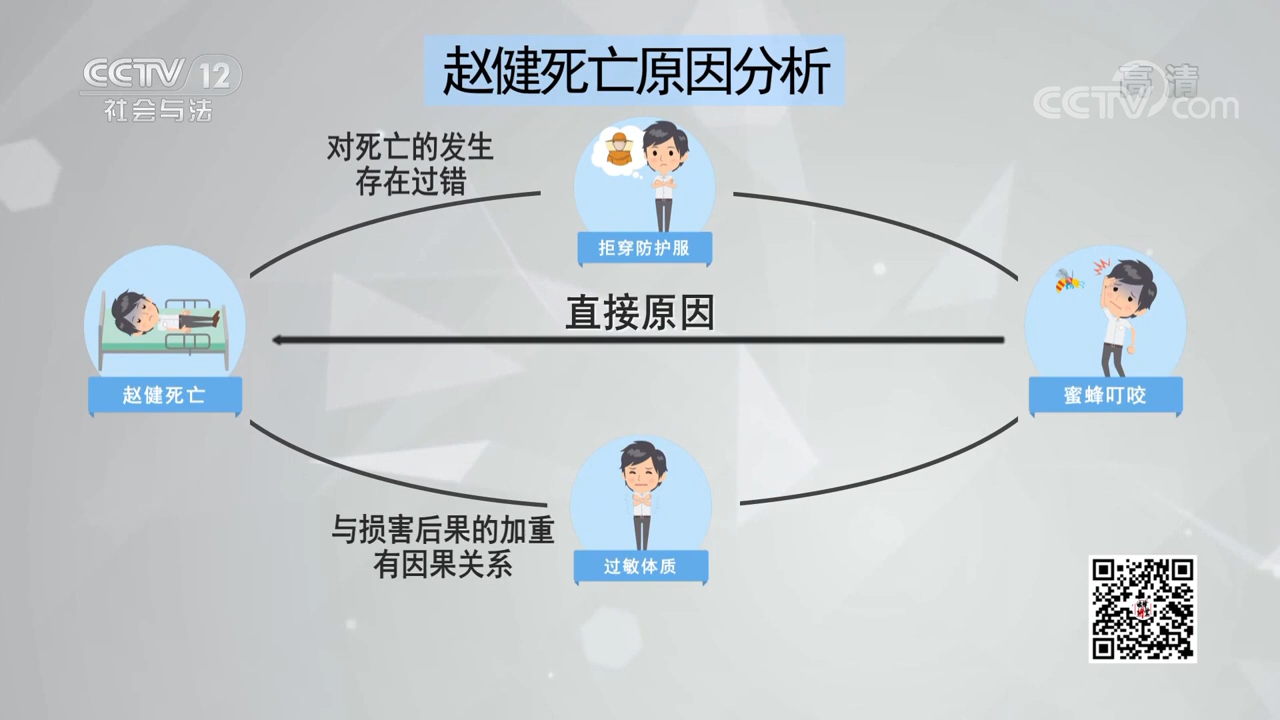 赵健死亡原因分析
CCTV 12
社会与法
高清
CCTV.com
对死亡的发生
存在过错
拒穿防护服
直接原因
赵健死亡
蜜蜂叮咬
与损害后果的加重
有因果关系
过敏体质